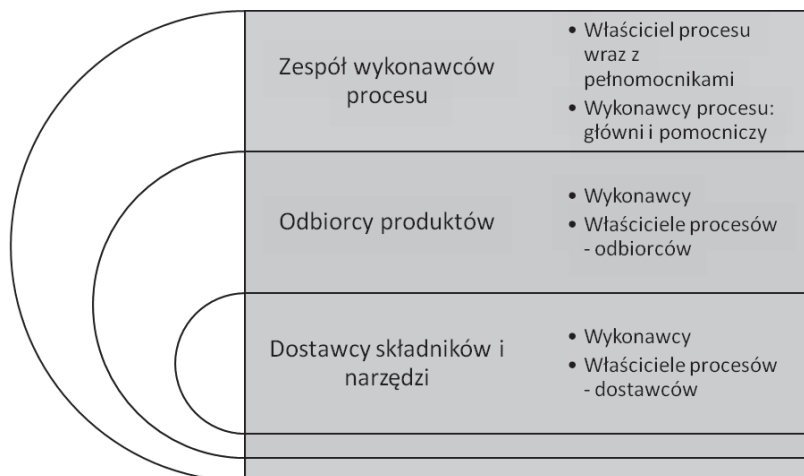 Zespół wykonawców
procesu
• Właściciel procesu
wraz z
pełnomocnikami
• Wykonawcy procesu:
główni i pomocniczy
Odbiorcy produktów
• Wykonawcy
• Właściciele procesów
- odbiorców
Dostawcy składników i
narzędzi
• Wykonawcy
• Właściciele procesów
- dostawców